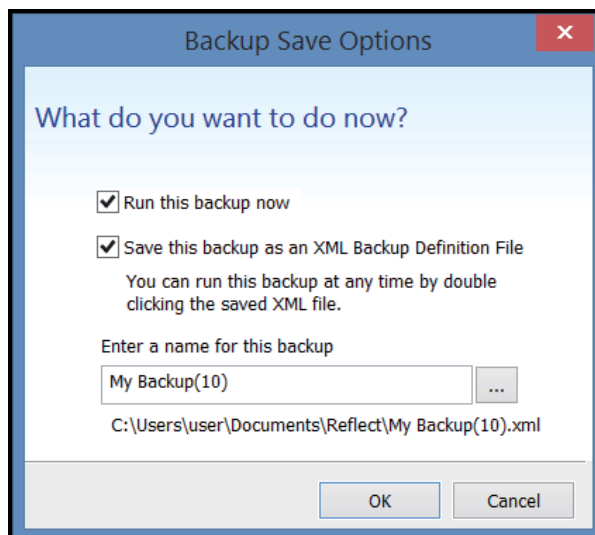 Backup Save Options
What do you want to do now?
Run this backup now
Save this backup as an XML Backup Definition File
You can run this backup at any time by double
clicking the saved XML file.
Enter a name for this backup
My Backup(10)
...
C:\Users\user\Documents\Reflect\My Backup(10).xml
OK
Cancel